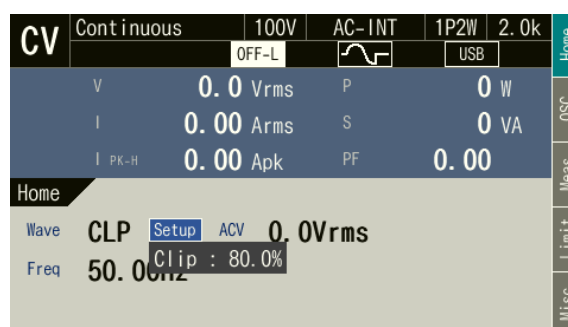 CV Continuous 100V AC-INT 1P2W 2.0k
OFF-L USB
V 0.0 Vrms P 0 W
I 0.00 Arms S 0 VA
I PK-H 0.00 Apk PF 0.00
Home
Wave CLP Setup ACV 0.0Vrms
Clip : 80.0%
Freq 50.00Hz
Home
OSC
Meas
Limit
Misc